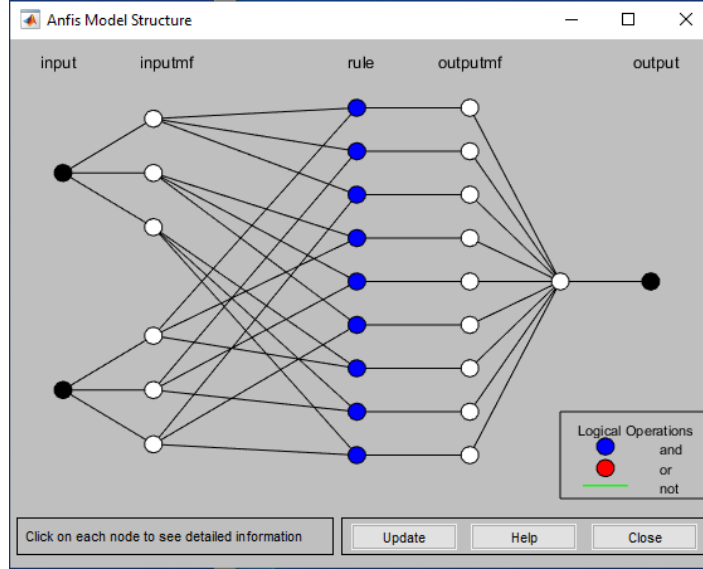 Anfis Model Structure
input inputmf rule outputmf output
Logical Operations
and
or
not
Click on each node to see detailed information
Update Help Close